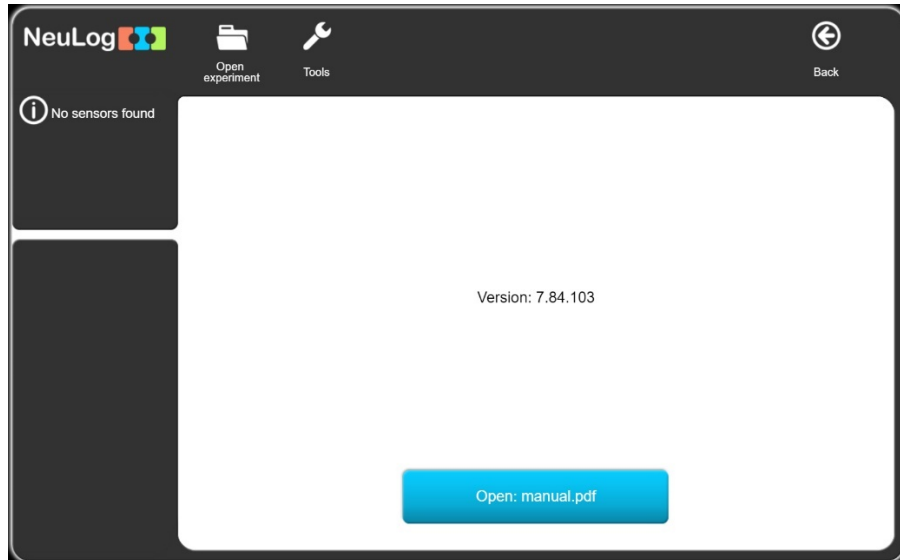 NeuLog
Open
experiment
Tools
Back
No sensors found
Version: 7.84.103
Open: manual.pdf